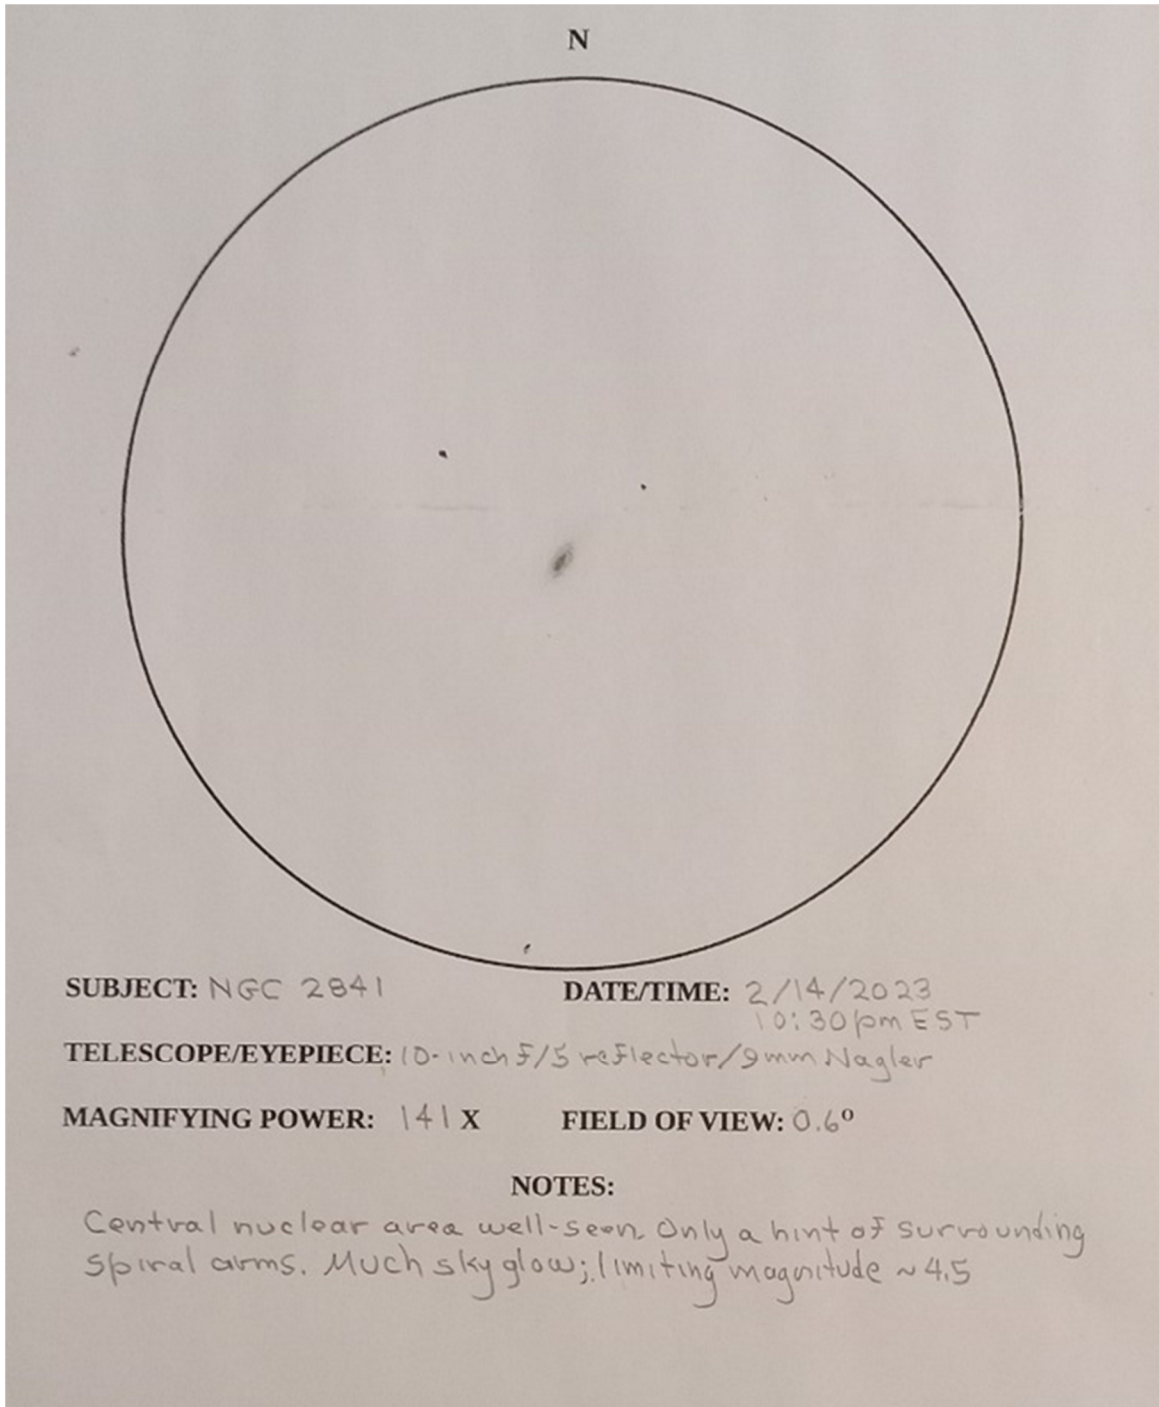 N
SUBJECT: NGC 2841 DATE/TIME: 2/14/2023
10:30pm EST
TELESCOPE/EYEPIECE: 10-inch f/5 reflector/9mm Nagler
MAGNIFYING POWER: 141 X FIELD OF VIEW: 0.6°
NOTES:
Central nuclear area well-seen. Only a hint of surrounding
spiral arms. Much sky glow; limiting magnitude ~4.5